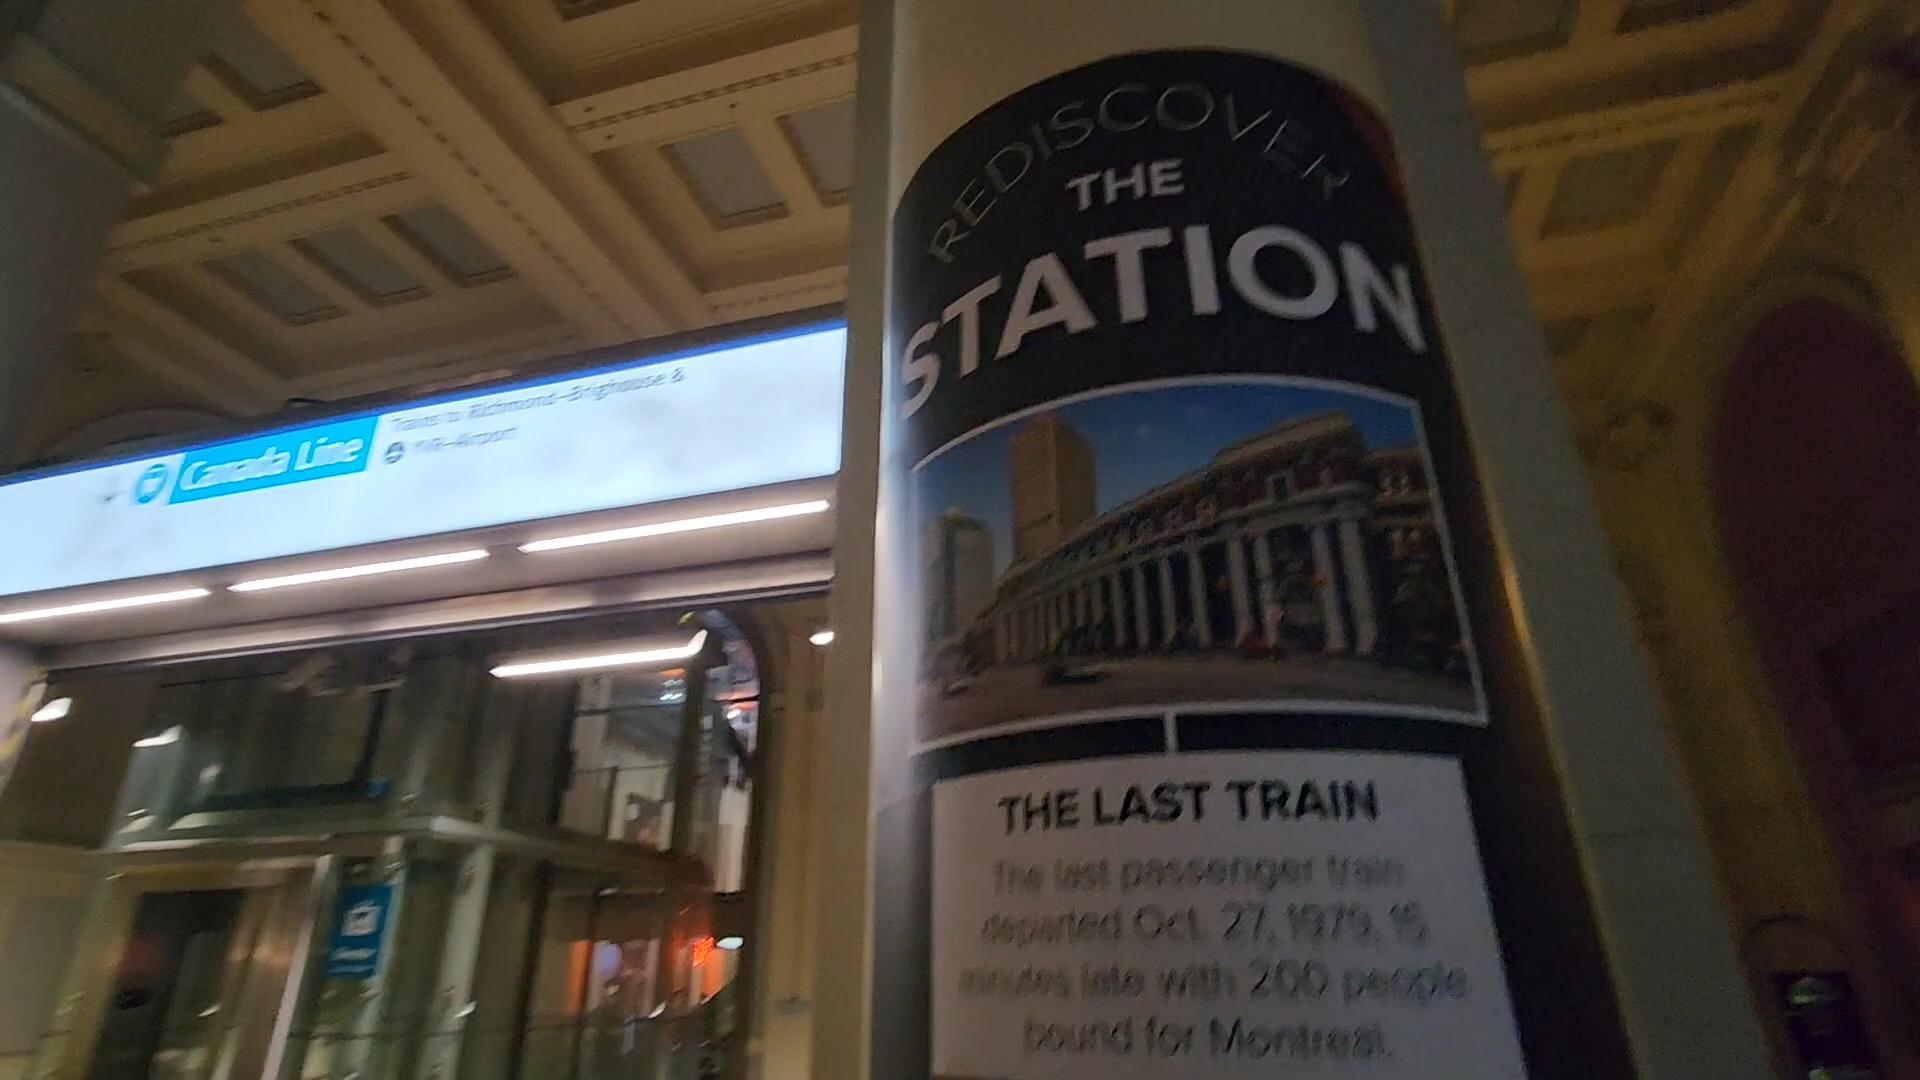 Canada Line
Trains to Richmond–Brighouse &
YVR–Airport
REDISCOVER
THE
STATION
THE LAST TRAIN
The last passenger train
departed Oct. 27, 1979, 15
minutes late with 200 people
bound for Montreal.